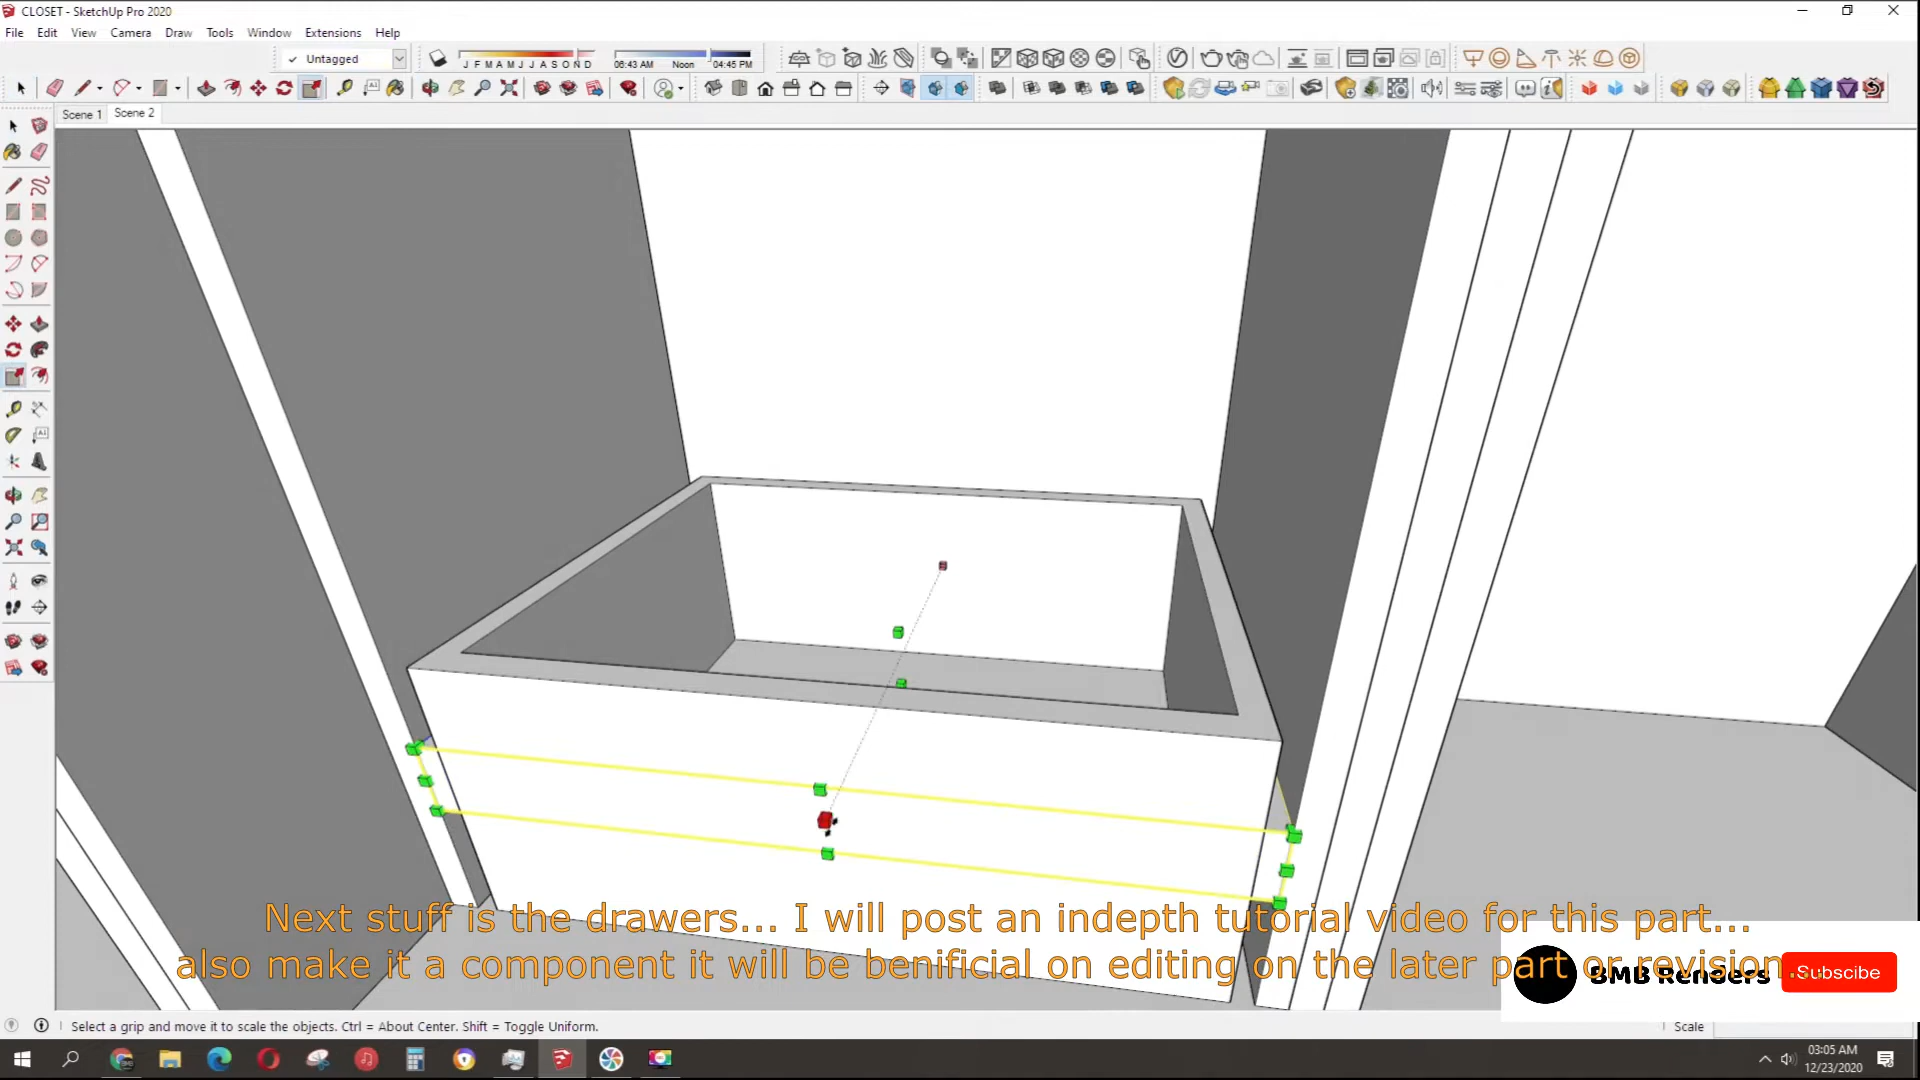 CLOSET - SketchUp Pro 2020
File Edit View Camera Draw Tools Window Extensions Help
Untagged
J F M A M J J A S O N D
06:43 AM Noon 04:45 PM
Scene 1 Scene 2
Next stuff is the drawers... I will post an indepth tutorial video for this part...
also make it a component it will be benificial on editing on the later part or revision...
BMB Renders
Subscibe
Select a grip and move it to scale the objects. Ctrl = About Center. Shift = Toggle Uniform.
Scale
03:05 AM
12/23/2020